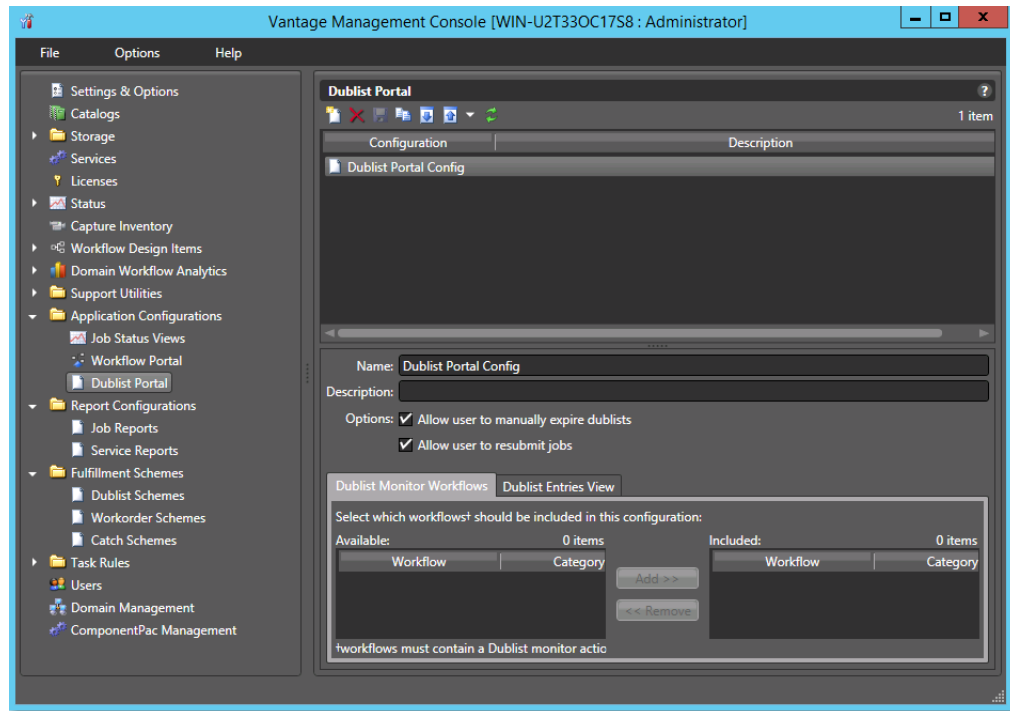 Vantage Management Console [WIN-U2T33OC17S8 : Administrator]
File Options Help
Settings & Options
Catalogs
Storage
Services
Licenses
Status
Capture Inventory
Workflow Design Items
Domain Workflow Analytics
Support Utilities
Application Configurations
Job Status Views
Workflow Portal
Dublist Portal
Report Configurations
Job Reports
Service Reports
Fulfillment Schemes
Dublist Schemes
Workorder Schemes
Catch Schemes
Task Rules
Users
Domain Management
ComponentPac Management
Dublist Portal ?
1 item
Configuration Description
Dublist Portal Config
Name: Dublist Portal Config
Description:
Options: Allow user to manually expire dublists
Allow user to resubmit jobs
Dublist Monitor Workflows Dublist Entries View
Select which workflows† should be included in this configuration:
Available: 0 items Included: 0 items
Workflow Category Workflow Category
Add >>
<< Remove
†workflows must contain a Dublist monitor actio